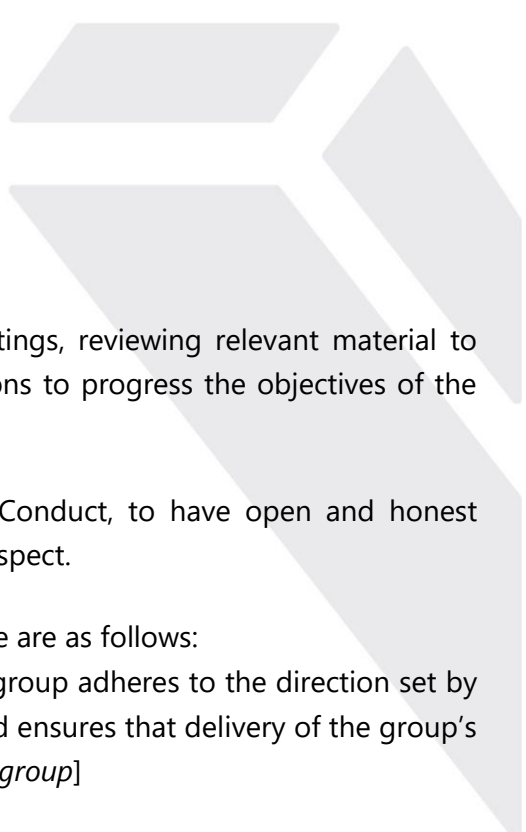 tings, reviewing relevant material to
ons to progress the objectives of the
Conduct, to have open and honest
spect.
e are as follows:
group adheres to the direction set by
d ensures that delivery of the group's
group]